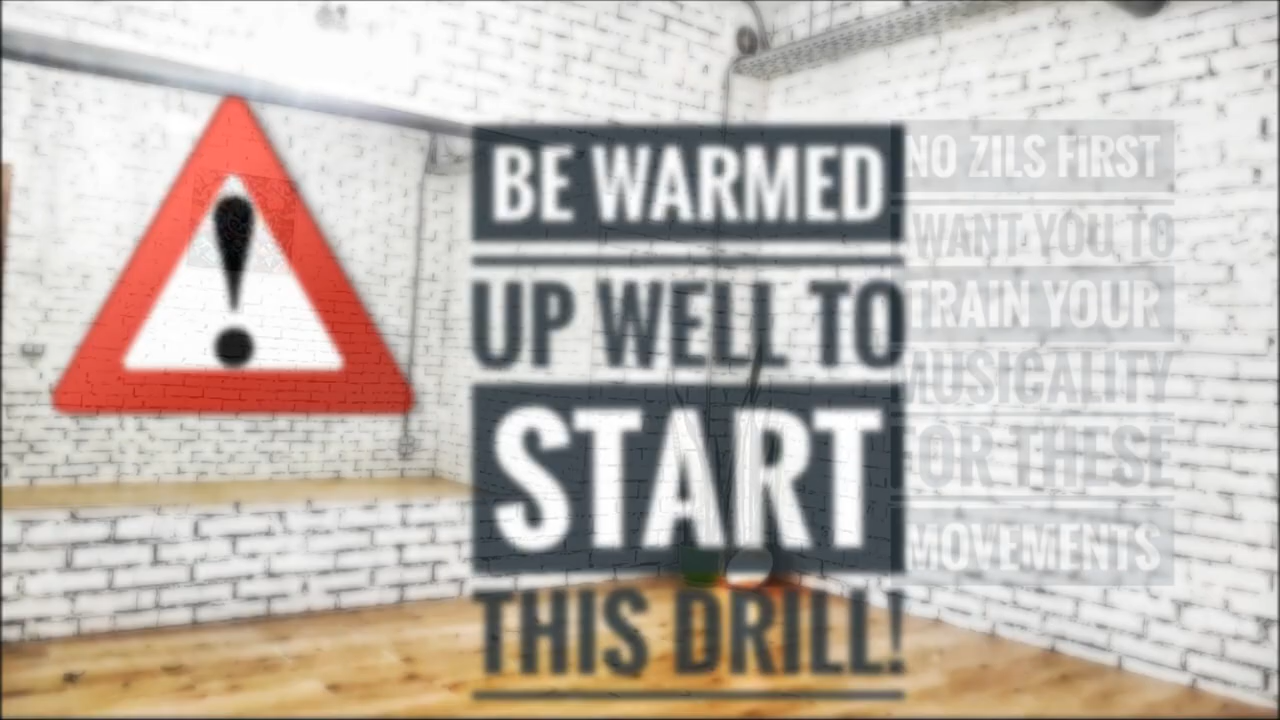 BE WARMED
UP WELL TO
START
THIS DRILL!
NO ZILS FIRST
WANT YOU TO
TRAIN YOUR
MUSICALITY
FOR THESE
MOVEMENTS